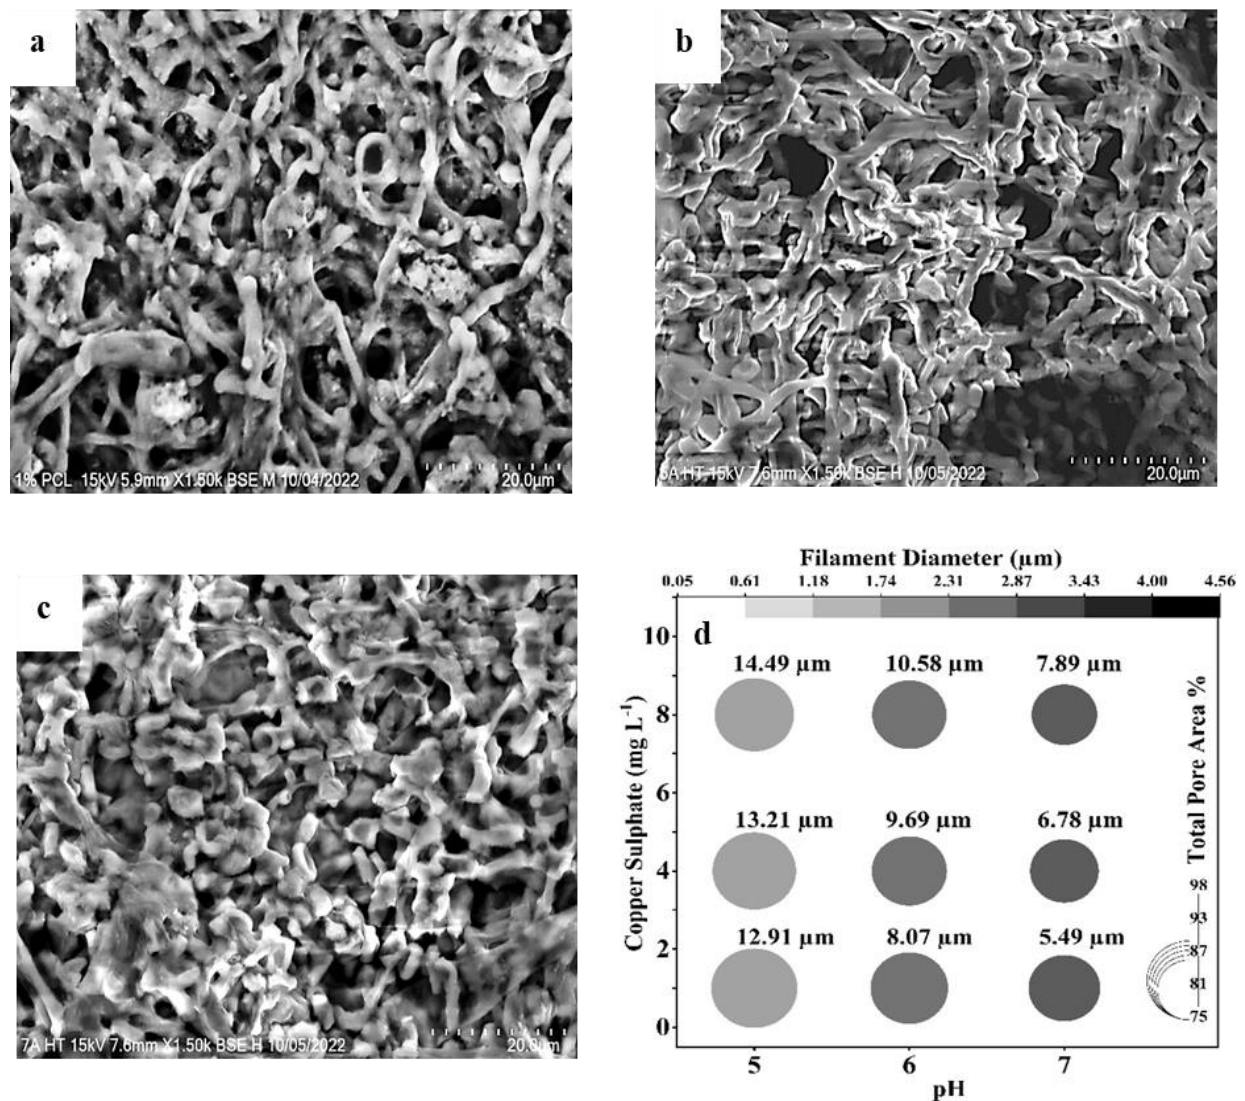 a
1% PCL 15kV 5.9mm X1.50k BSE M 10/04/2022 20.0µm
b
6A HT 15kV 7.6mm X1.50k BSE H 10/05/2022 20.0µm
c
7A HT 15kV 7.6mm X1.50k BSE H 10/05/2022 20.0µm
Filament Diameter (µm)
0.05 0.61 1.18 1.74 2.31 2.87 3.43 4.00 4.56
d
10
8
6
4
2
0
Copper Sulphate (mg L⁻¹)
14.49 µm 10.58 µm 7.89 µm
13.21 µm 9.69 µm 6.78 µm
12.91 µm 8.07 µm 5.49 µm
Total Pore Area %
98
93
87
81
75
5 6 7
pH